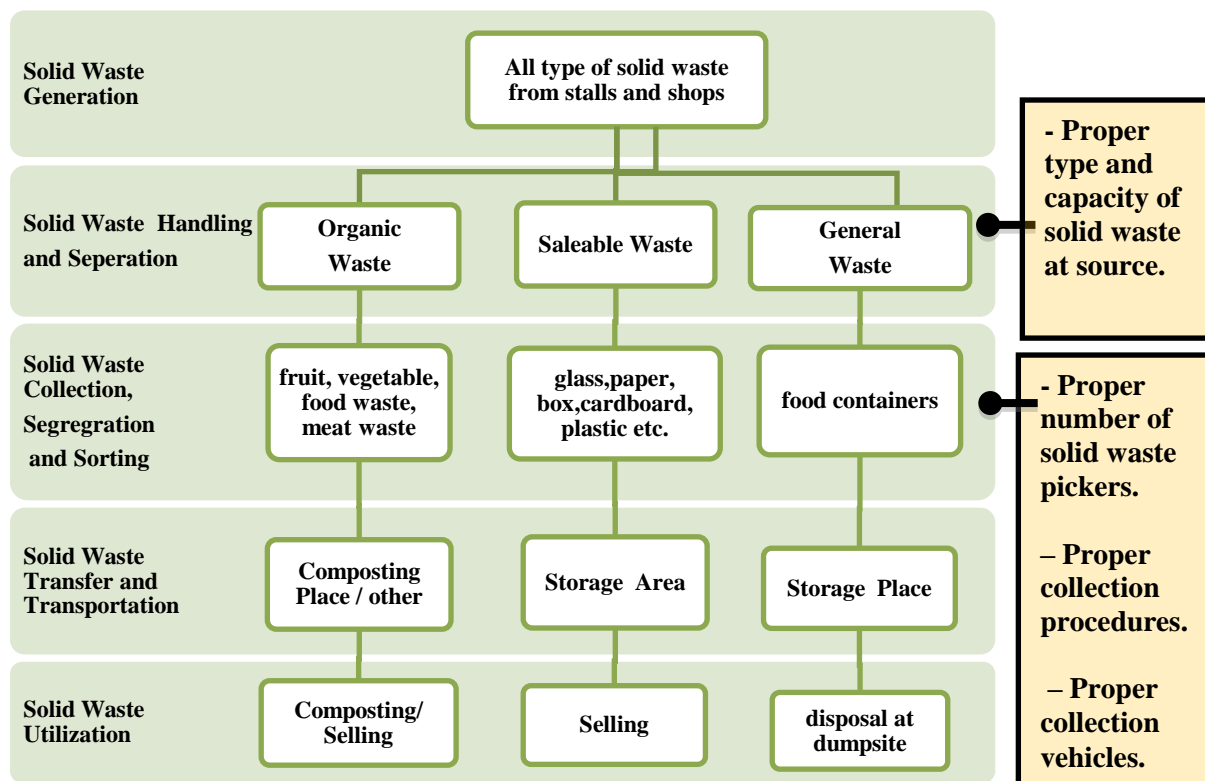 Solid Waste
Generation
All type of solid waste
from stalls and shops
Solid Waste Handling
and Seperation
Organic
Waste
Saleable Waste
General
Waste
- Proper
type and
capacity of
solid waste
at source.
Solid Waste
Collection,
Segregration
and Sorting
fruit, vegetable,
food waste,
meat waste
glass,paper,
box,cardboard,
plastic etc.
food containers
- Proper
number of
solid waste
pickers.
– Proper
collection
procedures.
– Proper
collection
vehicles.
Solid Waste
Transfer and
Transportation
Composting
Place / other
Storage Area
Storage Place
Solid Waste
Utilization
Composting/
Selling
Selling
disposal at
dumpsite